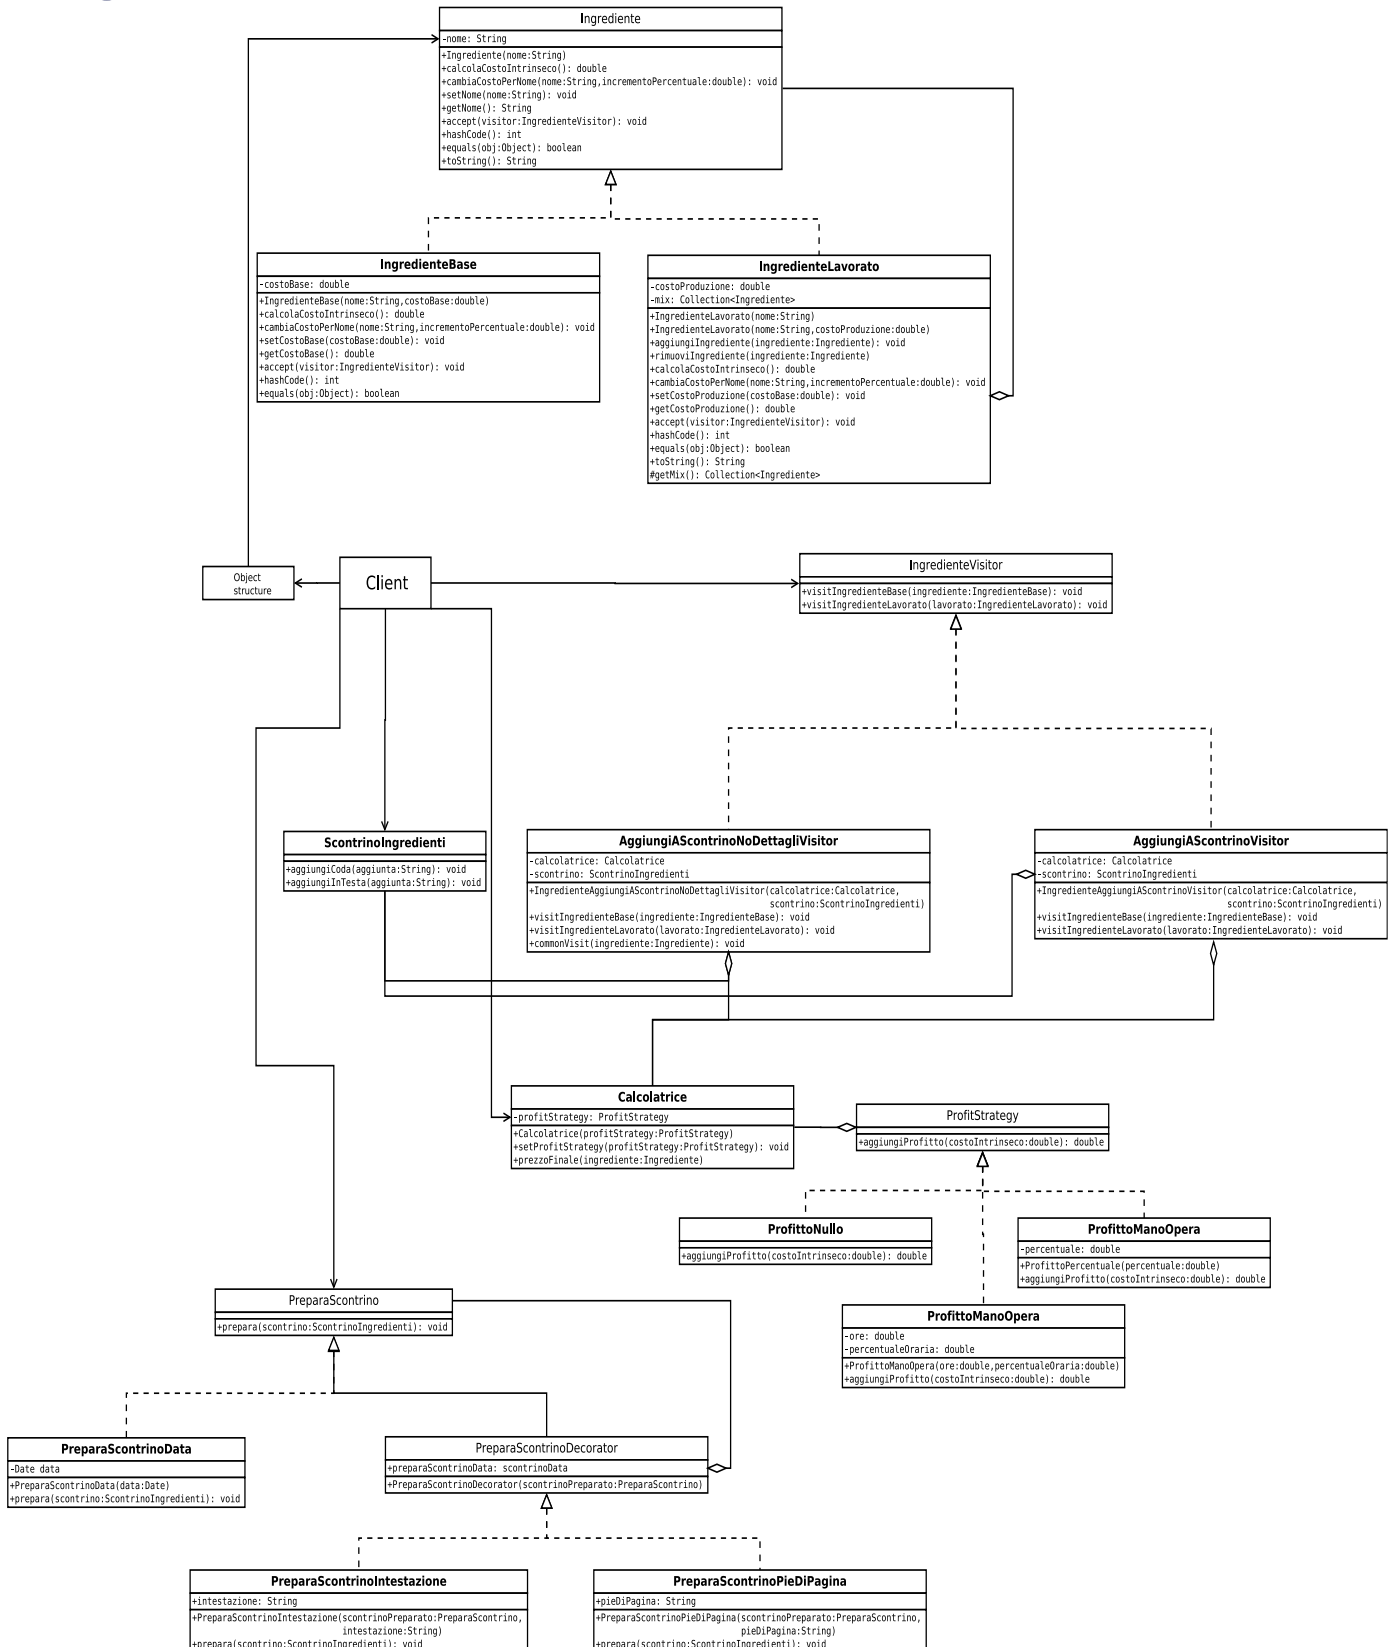 Ingrediente
-nome: String
+Ingrediente(nome:String)
+calcolaCostoIntrinseco(): double
+cambiaCostoPerNome(nome:String,incrementoPercentuale:double): void
+setNome(nome:String): void
+getNome(): String
+accept(visitor:IngredienteVisitor): void
+hashCode(): int
+equals(obj:Object): boolean
+toString(): String
IngredienteBase
-costoBase: double
+IngredienteBase(nome:String,costoBase:double)
+calcolaCostoIntrinseco(): double
+cambiaCostoPerNome(nome:String,incrementoPercentuale:double): void
+setCostoBase(costoBase:double): void
+getCostoBase(): double
+accept(visitor:IngredienteVisitor): void
+hashCode(): int
+equals(obj:Object): boolean
IngredienteLavorato
-costoProduzione: double
-mix: Collection<Ingrediente>
+IngredienteLavorato(nome:String)
+IngredienteLavorato(nome:String,costoProduzione:double)
+aggiungiIngrediente(ingrediente:Ingrediente): void
+rimuoviIngrediente(ingrediente:Ingrediente)
+calcolaCostoIntrinseco(): double
+cambiaCostoPerNome(nome:String,incrementoPercentuale:double): void
+setCostoProduzione(costoBase:double): void
+getCostoProduzione(): double
+accept(visitor:IngredienteVisitor): void
+hashCode(): int
+equals(obj:Object): boolean
+toString(): String
#getMix(): Collection<Ingrediente>
Object
structure
Client
IngredienteVisitor
+visitIngredienteBase(ingrediente:IngredienteBase): void
+visitIngredienteLavorato(lavorato:IngredienteLavorato): void
ScontrinoIngredienti
+aggiungiCoda(aggiunta:String): void
+aggiungiInTesta(aggiunta:String): void
AggiungiAScontrinoNoDettagliVisitor
-calcolatrice: Calcolatrice
-scontrino: ScontrinoIngredienti
+IngredienteAggiungiAScontrinoNoDettagliVisitor(calcolatrice:Calcolatrice,
scontrino:ScontrinoIngredienti)
+visitIngredienteBase(ingrediente:IngredienteBase): void
+visitIngredienteLavorato(lavorato:IngredienteLavorato): void
+commonVisit(ingrediente:Ingrediente): void
AggiungiAScontrinoVisitor
-calcolatrice: Calcolatrice
-scontrino: ScontrinoIngredienti
+IngredienteAggiungiAScontrinoVisitor(calcolatrice:Calcolatrice,
scontrino:ScontrinoIngredienti)
+visitIngredienteBase(ingrediente:IngredienteBase): void
+visitIngredienteLavorato(lavorato:IngredienteLavorato): void
Calcolatrice
-profitStrategy: ProfitStrategy
+Calcolatrice(profitStrategy:ProfitStrategy)
+setProfitStrategy(profitStrategy:ProfitStrategy): void
+prezzoFinale(ingrediente:Ingrediente)
ProfitStrategy
+aggiungiProfitto(costoIntrinseco:double): double
ProfittoNullo
+aggiungiProfitto(costoIntrinseco:double): double
ProfittoManoOpera
-percentuale: double
+ProfittoPercentuale(percentuale:double)
+aggiungiProfitto(costoIntrinseco:double): double
ProfittoManoOpera
-ore: double
-percentualeOraria: double
+ProfittoManoOpera(ore:double,percentualeOraria:double)
+aggiungiProfitto(costoIntrinseco:double): double
PreparaScontrino
+prepara(scontrino:ScontrinoIngredienti): void
PreparaScontrinoData
-Date data
+PreparaScontrinoData(data:Date)
+prepara(scontrino:ScontrinoIngredienti): void
PreparaScontrinoDecorator
+preparaScontrinoData: scontrinoData
+PreparaScontrinoDecorator(scontrinoPreparato:PreparaScontrino)
PreparaScontrinoIntestazione
+intestazione: String
+PreparaScontrinoIntestazione(scontrinoPreparato:PreparaScontrino,
intestazione:String)
+prepara(scontrino:ScontrinoIngredienti): void
PreparaScontrinoPieDiPagina
+pieDiPagina: String
+PreparaScontrinoPieDiPagina(scontrinoPreparato:PreparaScontrino,
pieDiPagina:String)
+prepara(scontrino:ScontrinoIngredienti): void